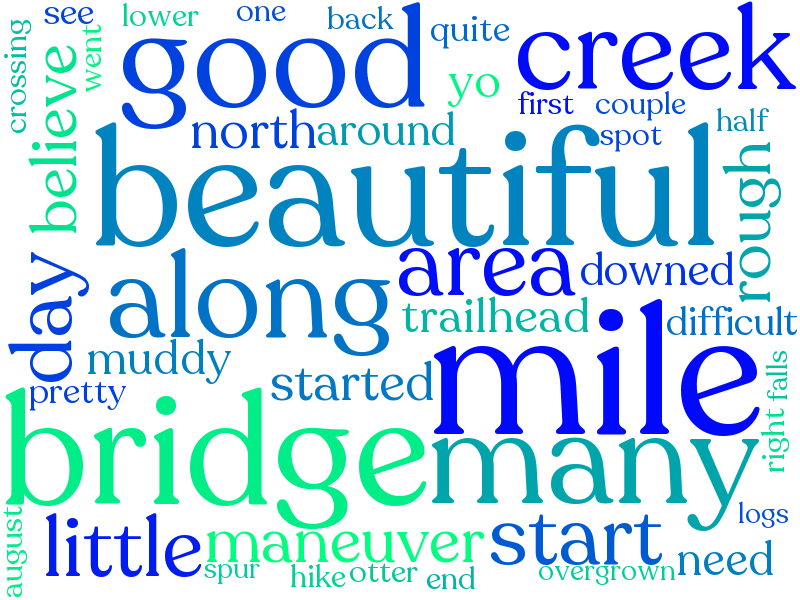 see
lower
one
back
quite
creek
crossing
went
good
believe
yo
first
couple
half
north
around
spot
beautiful
rough
day
along
area
downed
trailhead
difficult
muddy
pretty
started
mile
falls
right
bridge
many
august
little
maneuver
start
logs
need
spur
hike
otter
end
overgrown